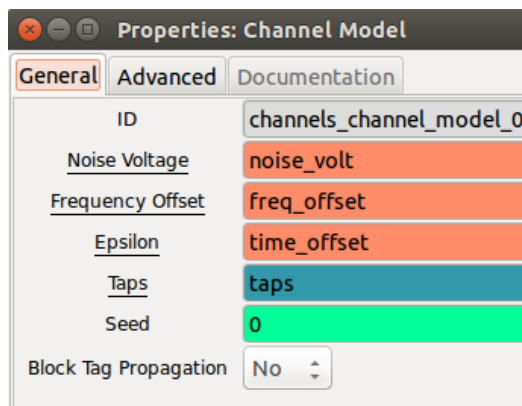 Properties: Channel Model
General Advanced Documentation
ID channels_channel_model_0
Noise Voltage noise_volt
Frequency Offset freq_offset
Epsilon time_offset
Taps taps
Seed 0
Block Tag Propagation No